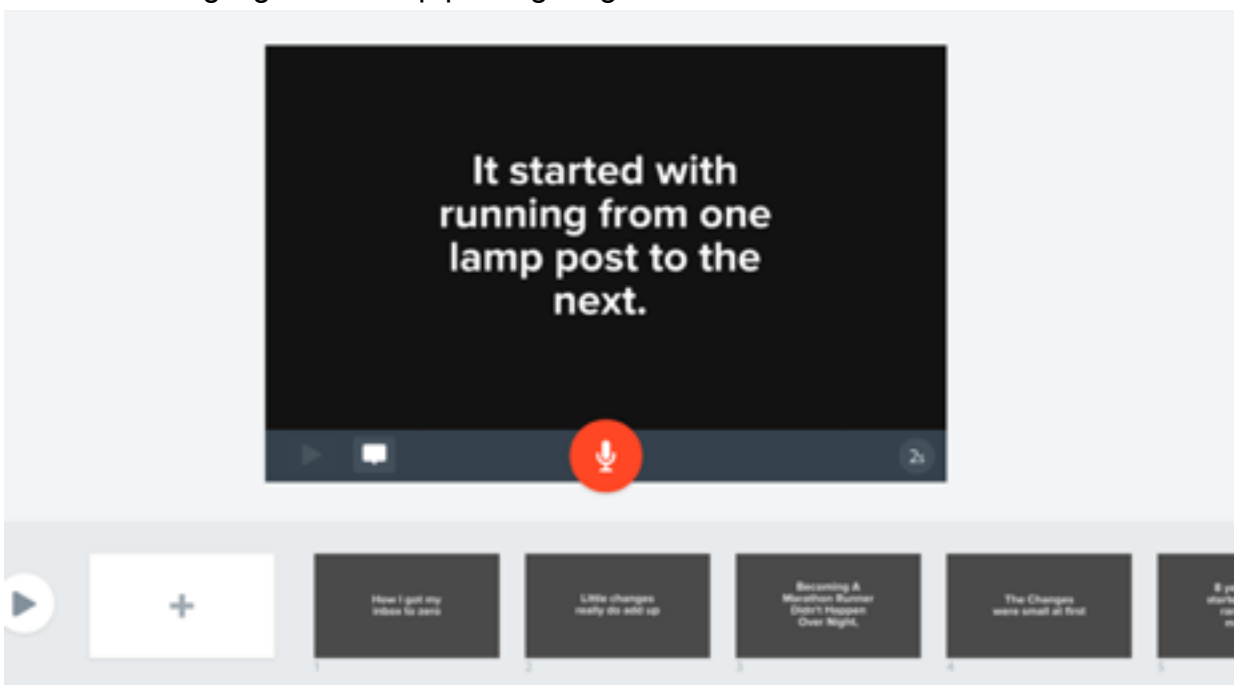 It started with
running from one
lamp post to the
next.
2s
How I got my
inbox to zero
Little changes
really do add up
Becoming A
Marathon Runner
Didn't Happen
Over Night,
The Changes
were small at first
8
1
2
3
4
5